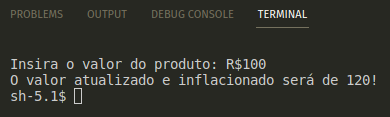 PROBLEMS OUTPUT DEBUG CONSOLE TERMINAL
Insira o valor do produto: R$100
O valor atualizado e inflacionado será de 120!
sh-5.1$